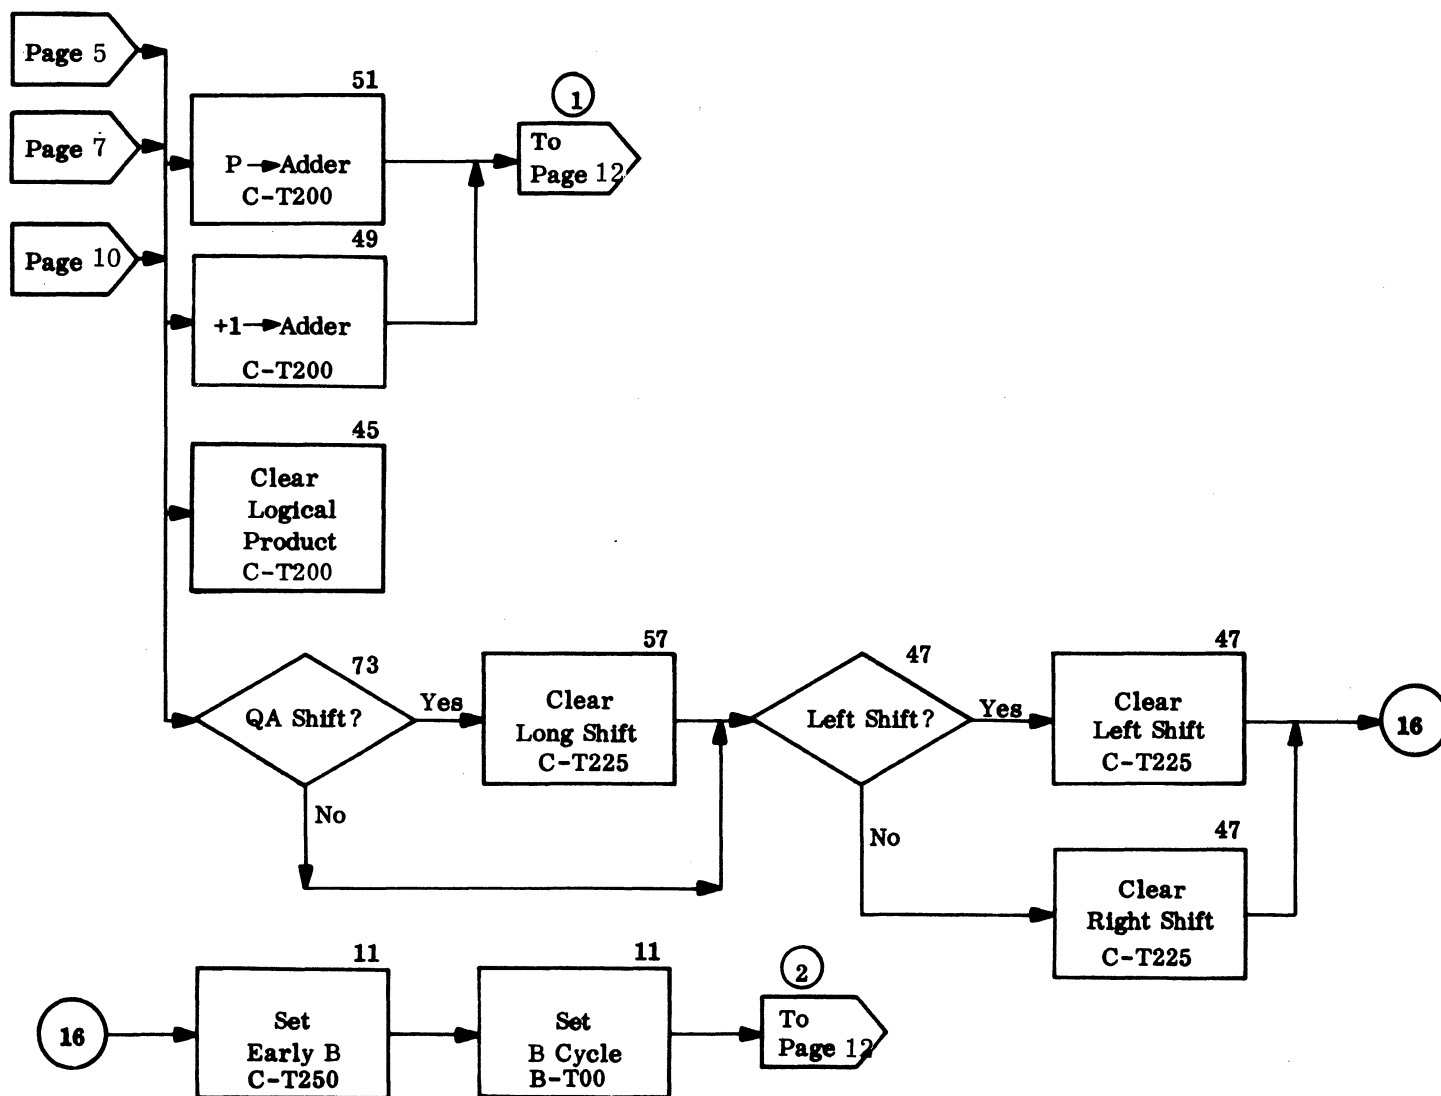 Page 5
51
1
Page 7
P→Adder
C-T200
To
Page 12
Page 10
49
+1→Adder
C-T200
45
Clear
Logical
Product
C-T200
73
QA Shift?
Yes
No
57
Clear
Long Shift
C-T225
47
Left Shift?
Yes
No
47
Clear
Left Shift
C-T225
16
47
Clear
Right Shift
C-T225
16
11
Set
Early B
C-T250
11
Set
B Cycle
B-T00
2
To
Page 12